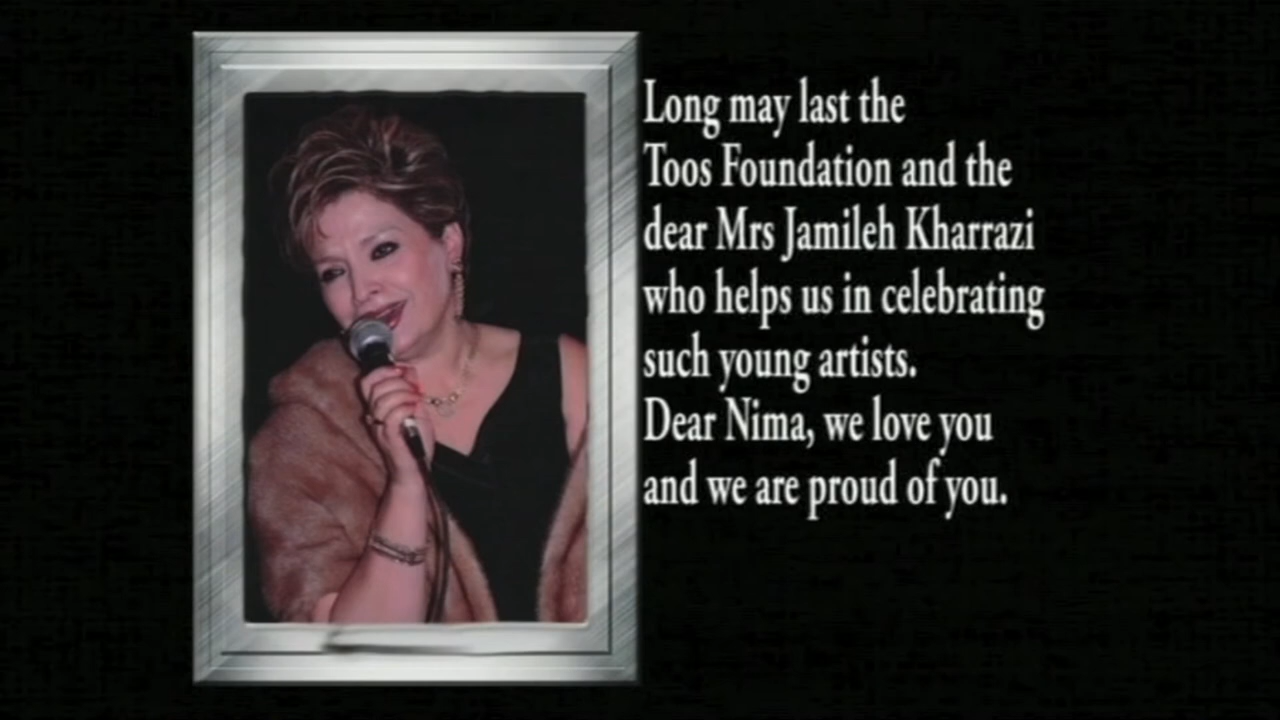 Long may last the
Toos Foundation and the
dear Mrs Jamileh Kharrazi
who helps us in celebrating
such young artists.
Dear Nima, we love you
and we are proud of you.